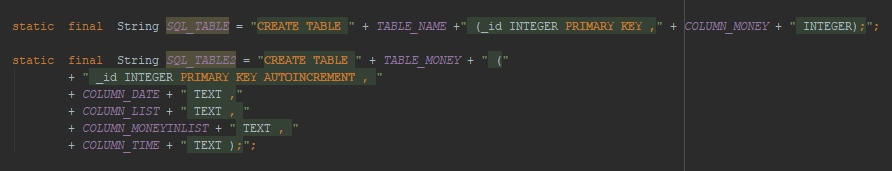 static final String SQL_TABLE = "CREATE TABLE " + TABLE_NAME +" (_id INTEGER PRIMARY KEY ," + COLUMN_MONEY + " INTEGER);";
static final String SQL_TABLE2 = "CREATE TABLE " + TABLE_MONEY + " ("
+ " _id INTEGER PRIMARY KEY AUTOINCREMENT , "
+ COLUMN_DATE + " TEXT ,"
+ COLUMN_LIST + " TEXT , "
+ COLUMN_MONEYINLIST + " TEXT , "
+ COLUMN_TIME + " TEXT );";